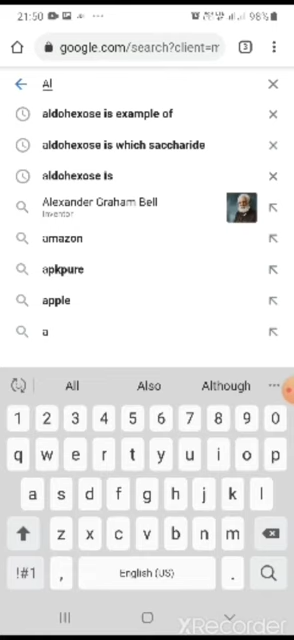 21:50 98%
google.com/search?client=m 3
Al
aldohexose is example of
aldohexose is which saccharide
aldohexose is
Alexander Graham Bell
Inventor
amazon
apkpure
apple
a
All Also Although
1 2 3 4 5 6 7 8 9 0
q w e r t y u i o p
a s d f g h j k l
z x c v b n m
!#1 , English (US) .
XRecorder